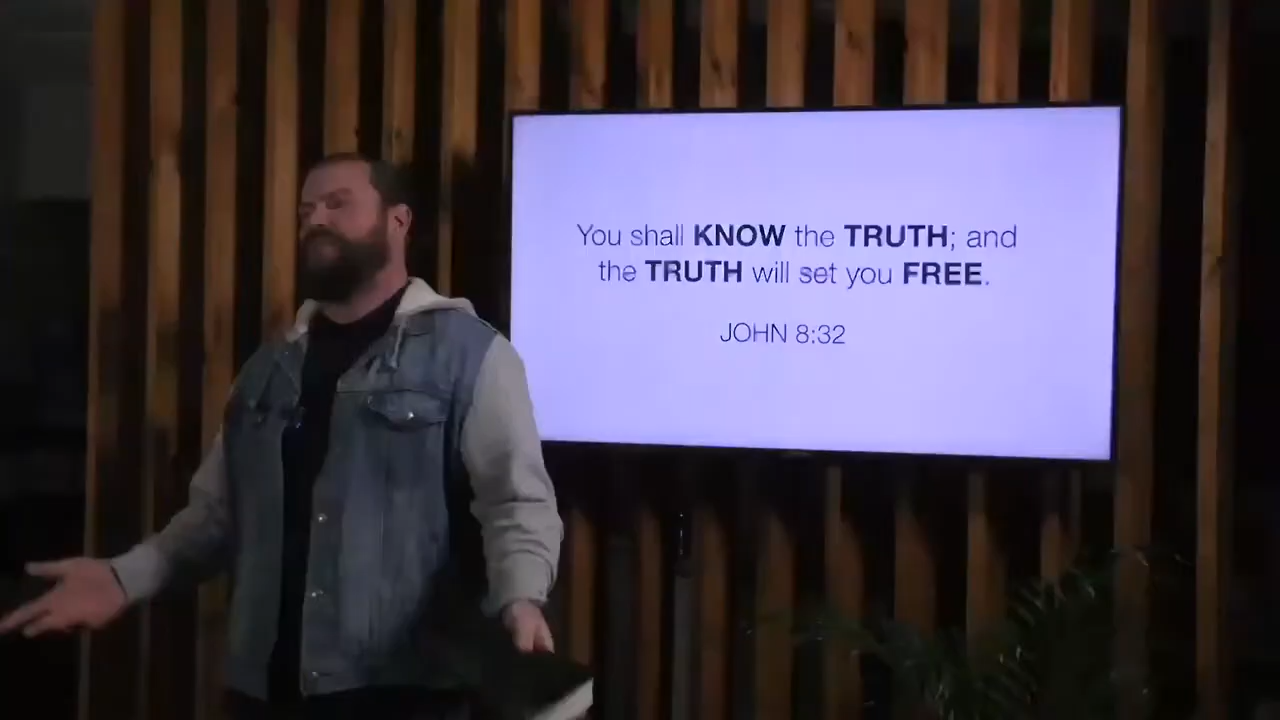 You shall KNOW the TRUTH; and
the TRUTH will set you FREE.
JOHN 8:32